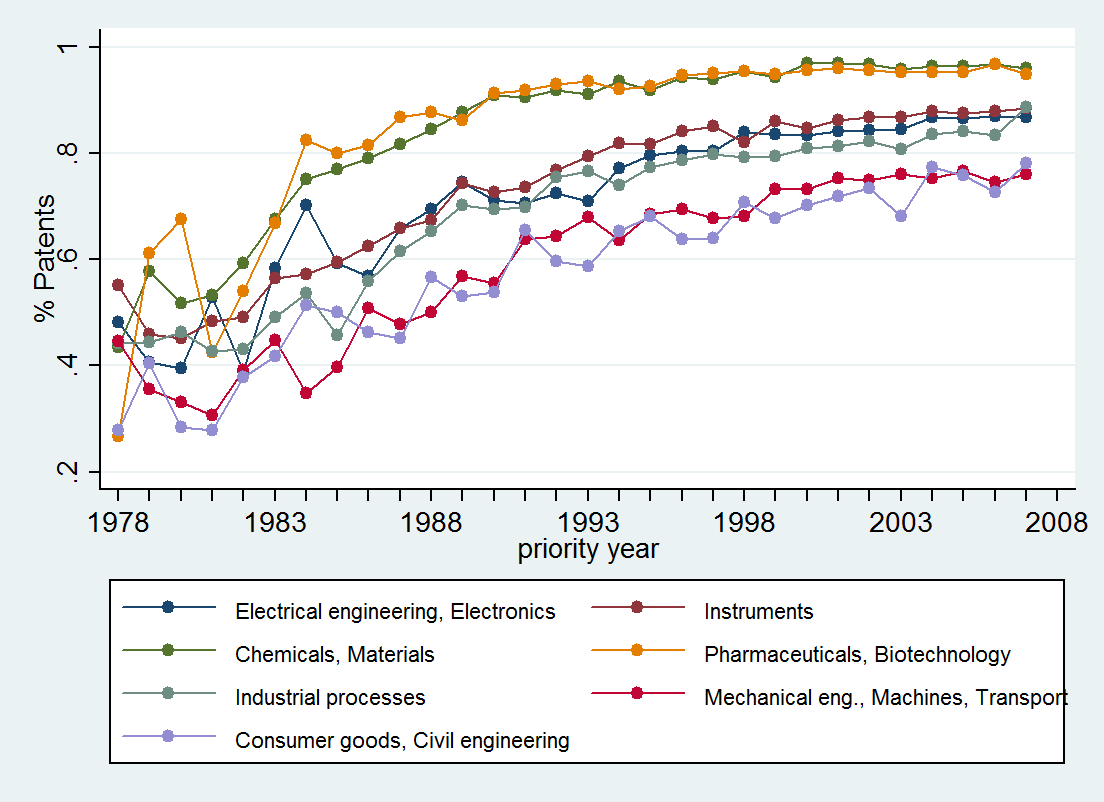 1
.8
.6
.4
.2
% Patents
1978 1983 1988 1993 1998 2003 2008
priority year
Electrical engineering, Electronics Instruments
Chemicals, Materials Pharmaceuticals, Biotechnology
Industrial processes Mechanical eng., Machines, Transport
Consumer goods, Civil engineering